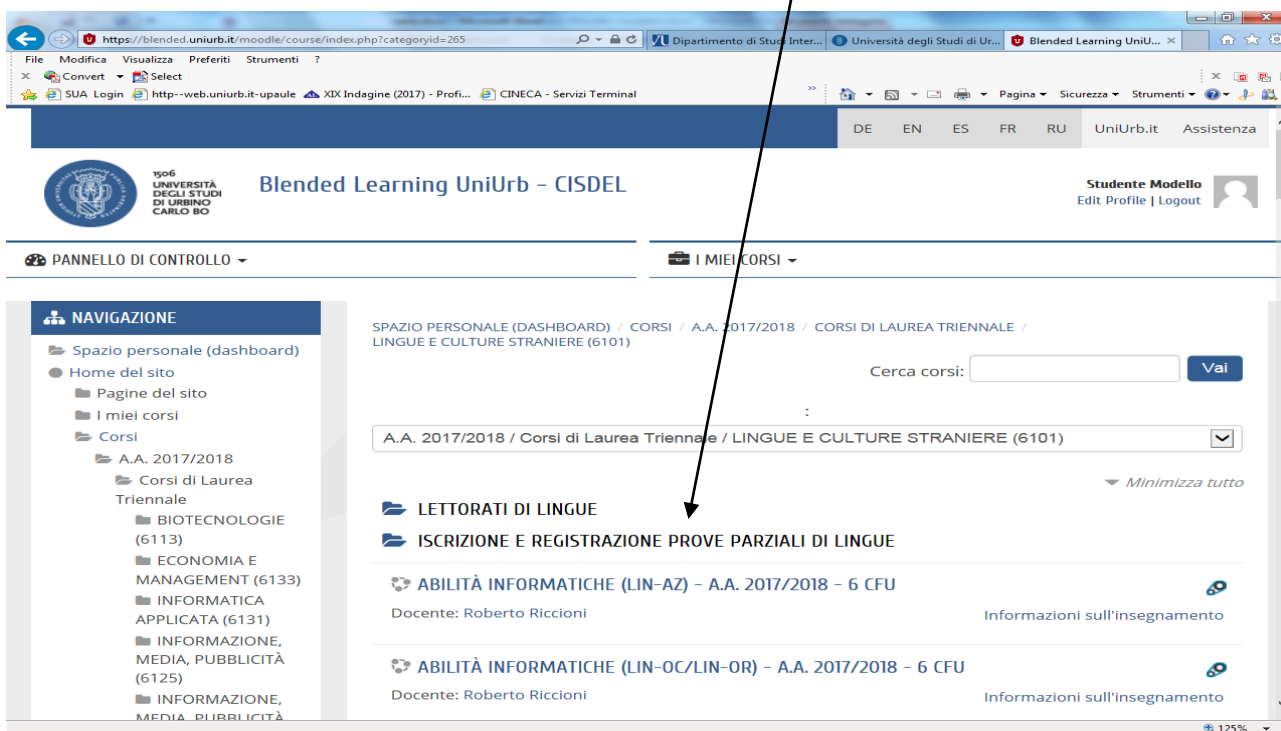 https://blended.uniurb.it/moodle/course/index.php?categoryid=265
Dipartimento di Studi Inter...
Università degli Studi di Ur...
Blended Learning UniU...
File Modifica Visualizza Preferiti Strumenti ?
Convert Select
SUA Login http--web.uniurb.it-upaule XIX Indagine (2017) - Profi... CINECA - Servizi Terminal
Pagina Sicurezza Strumenti
DE EN ES FR RU UniUrb.it Assistenza
1506
UNIVERSITÀ
DEGLI STUDI
DI URBINO
CARLO BO
Blended Learning UniUrb – CISDEL
Studente Modello
Edit Profile | Logout
PANNELLO DI CONTROLLO
I MIEI CORSI
NAVIGAZIONE
Spazio personale (dashboard)
Home del sito
Pagine del sito
I miei corsi
Corsi
A.A. 2017/2018
Corsi di Laurea
Triennale
BIOTECNOLOGIE
(6113)
ECONOMIA E
MANAGEMENT (6133)
INFORMATICA
APPLICATA (6131)
INFORMAZIONE,
MEDIA, PUBBLICITÀ
(6125)
INFORMAZIONE,
MEDIA, PUBBLICITÀ
SPAZIO PERSONALE (DASHBOARD) / CORSI / A.A. 2017/2018 / CORSI DI LAUREA TRIENNALE /
LINGUE E CULTURE STRANIERE (6101)
Cerca corsi: Vai
:
A.A. 2017/2018 / Corsi di Laurea Triennale / LINGUE E CULTURE STRANIERE (6101)
Minimizza tutto
LETTORATI DI LINGUE
ISCRIZIONE E REGISTRAZIONE PROVE PARZIALI DI LINGUE
ABILITÀ INFORMATICHE (LIN-AZ) – A.A. 2017/2018 – 6 CFU
Docente: Roberto Riccioni Informazioni sull'insegnamento
ABILITÀ INFORMATICHE (LIN-OC/LIN-OR) – A.A. 2017/2018 – 6 CFU
Docente: Roberto Riccioni Informazioni sull'insegnamento
125%